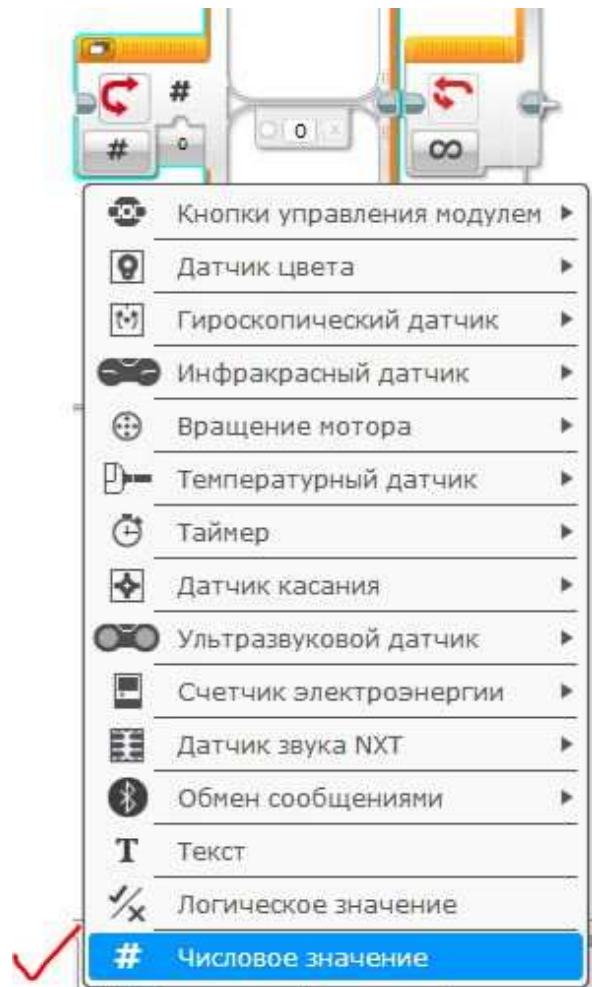 #
# 0 0 ∞
Кнопки управления модулем
Датчик цвета
Гироскопический датчик
Инфракрасный датчик
Вращение мотора
Температурный датчик
Таймер
Датчик касания
Ультразвуковой датчик
Счетчик электроэнергии
Датчик звука NXT
Обмен сообщениями
T Текст
Логическое значение
# Числовое значение